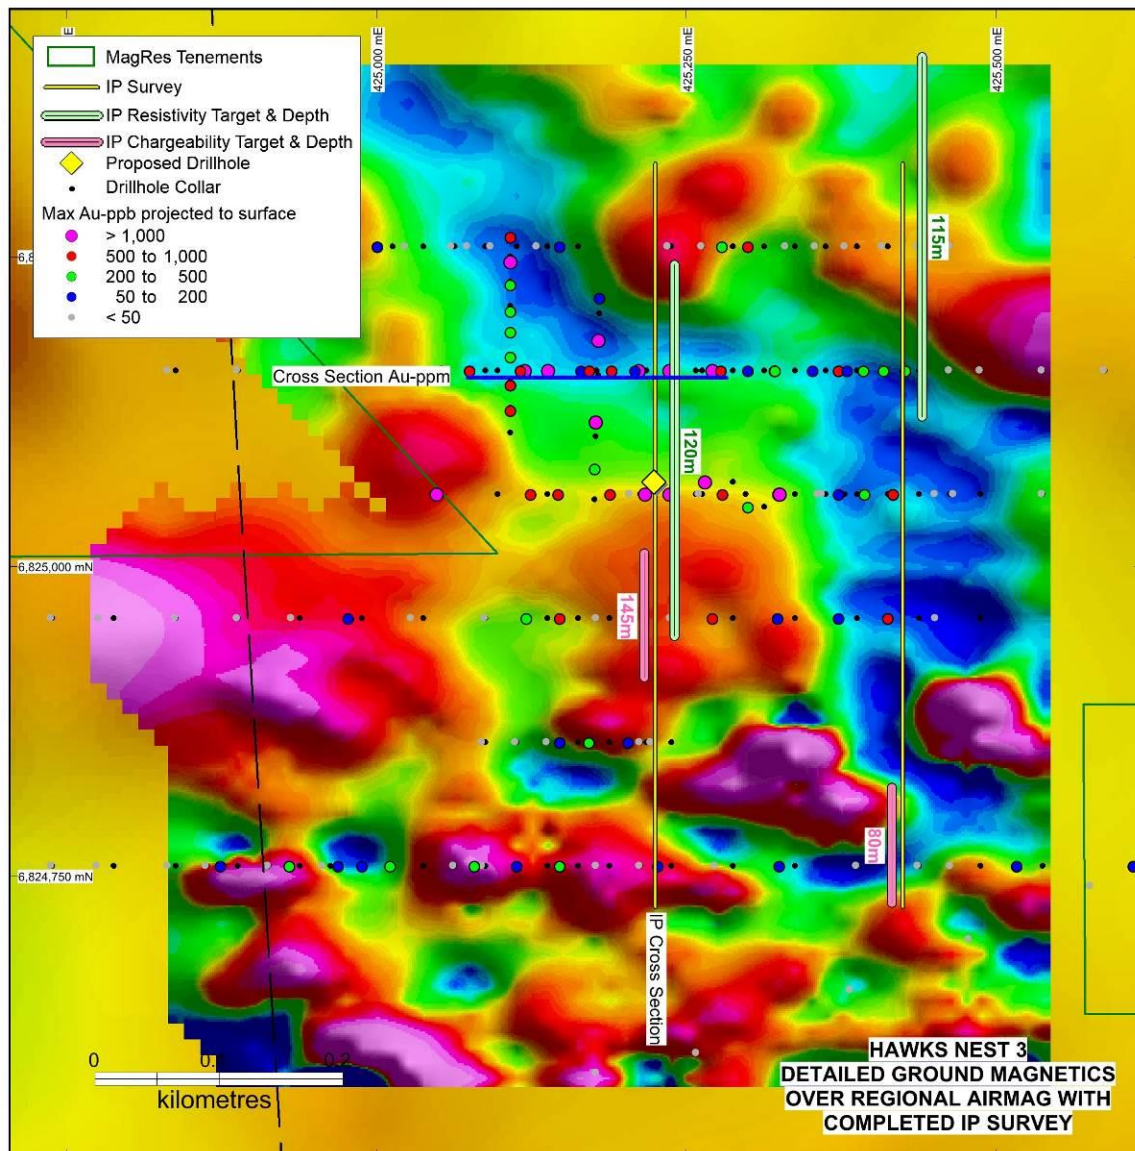 425,000 mE
425,250 mE
425,500 mE
MagRes Tenements
IP Survey
IP Resistivity Target & Depth
IP Chargeability Target & Depth
Proposed Drillhole
Drillhole Collar
Max Au-ppb projected to surface
> 1,000
500 to 1,000
200 to 500
50 to 200
< 50
115m
Cross Section Au-ppm
120m
6,825,000 mN
145m
80m
6,824,750 mN
IP Cross Section
0
0.2
kilometres
HAWKS NEST 3
DETAILED GROUND MAGNETICS
OVER REGIONAL AIRMAG WITH
COMPLETED IP SURVEY